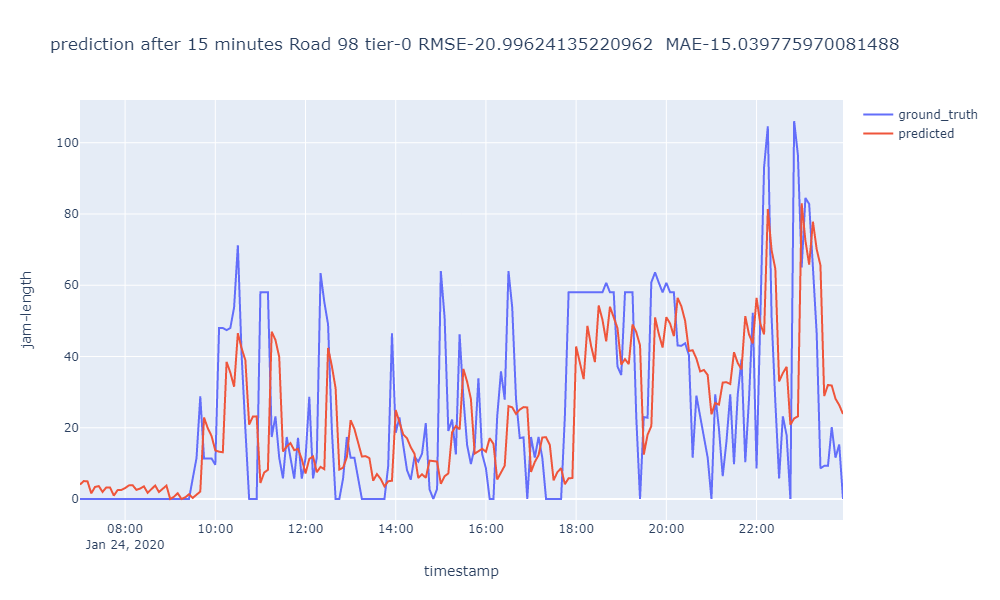 prediction after 15 minutes Road 98 tier-0 RMSE-20.99624135220962  MAE-15.039775970081488
ground_truth
predicted
100
80
60
40
20
0
jam-length
08:00 10:00 12:00 14:00 16:00 18:00 20:00 22:00
Jan 24, 2020
timestamp